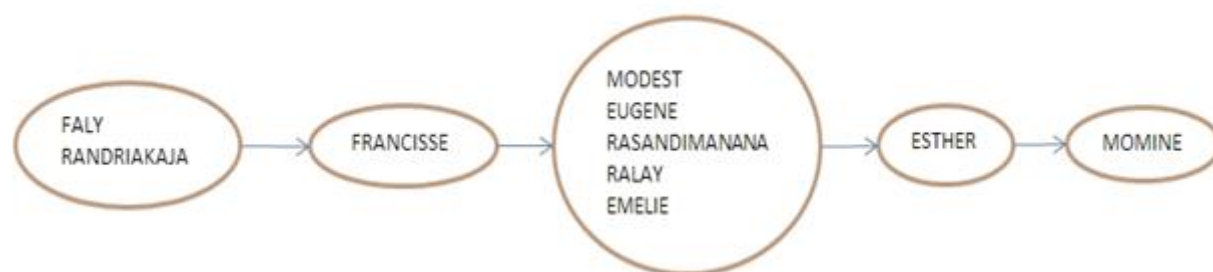 FALY
RANDRIAKAJA
FRANCISSE
MODEST
EUGENE
RASANDIMANANA
RALAY
EMELIE
ESTHER
MOMINE